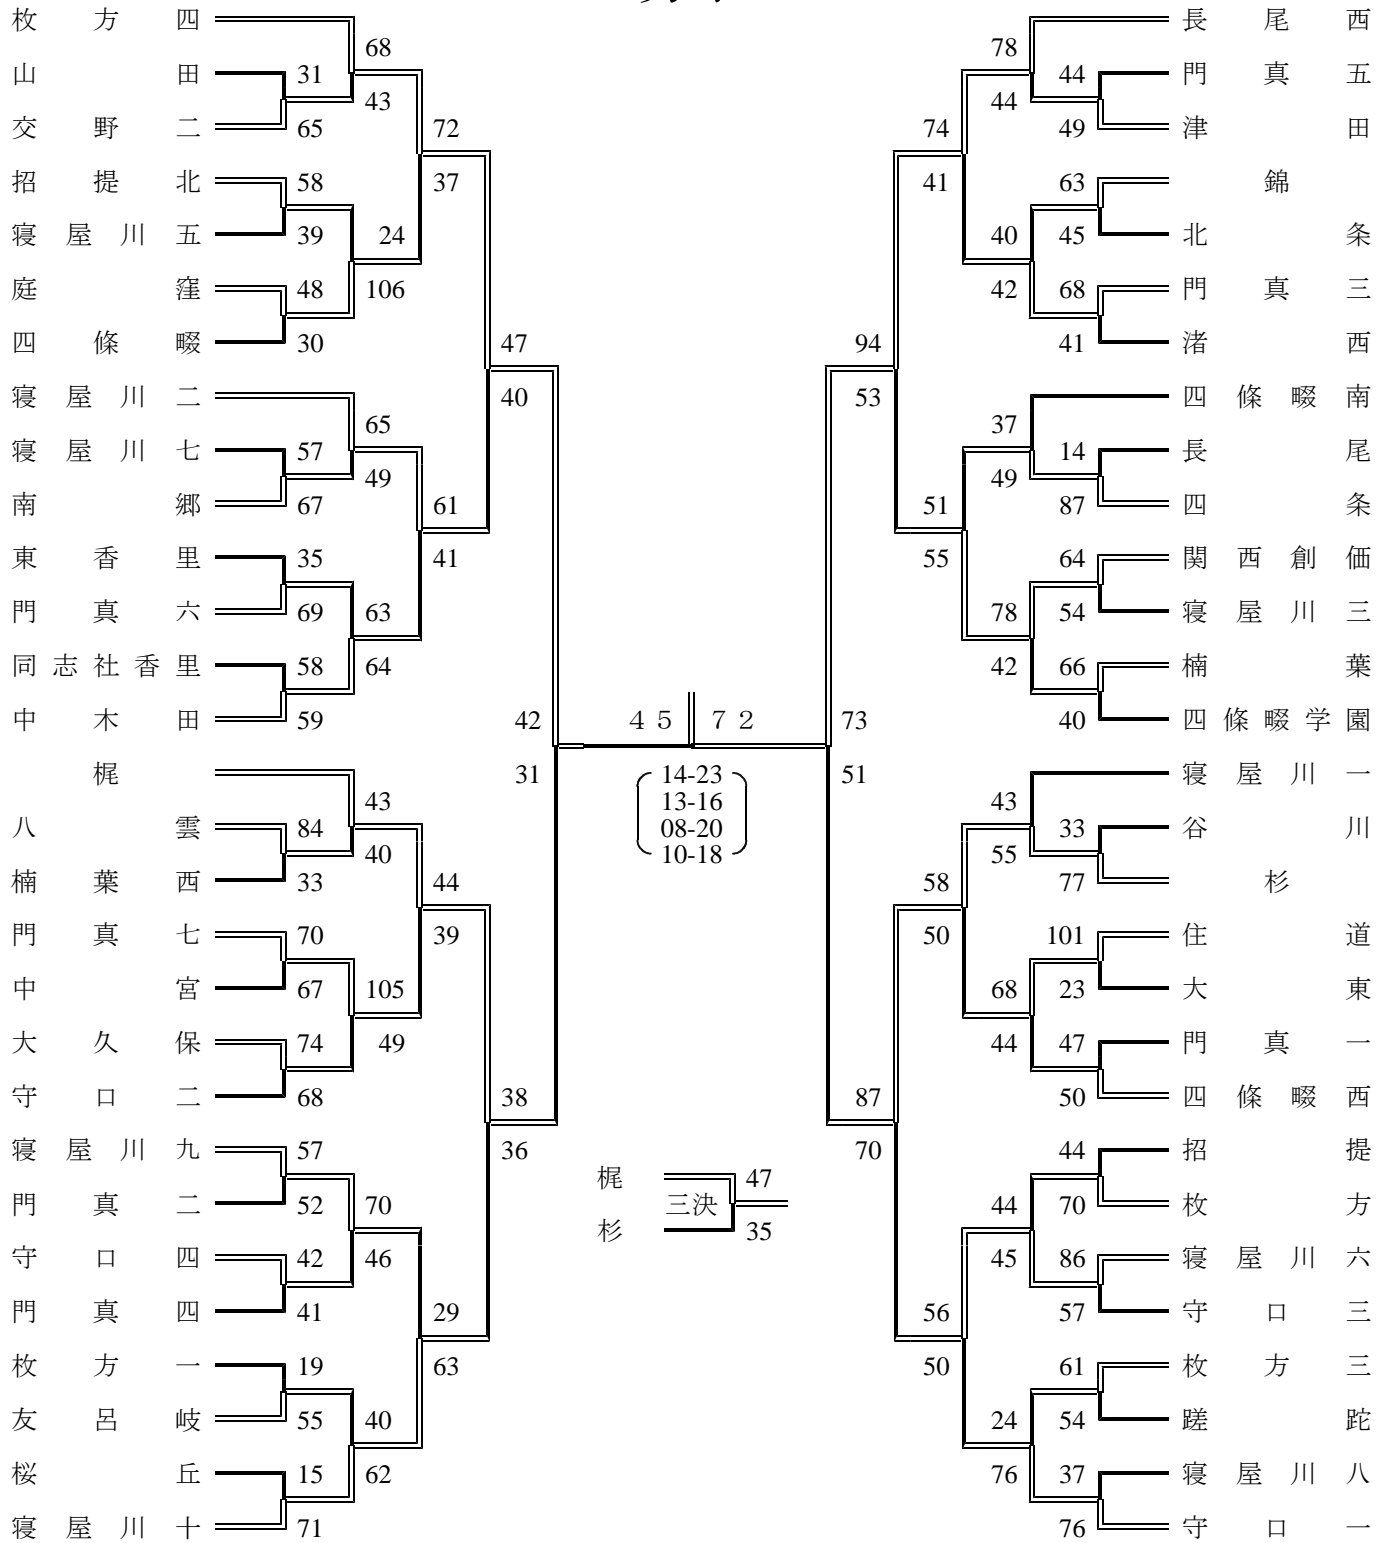 枚方四 長尾西
68 78
山田 31 44 門真五
43 44
交野二 65 72 74 49 津田
招提北 58 37 41 63 錦
寝屋川五 39 24 40 45 北条
庭窪 48 106 42 68 門真三
四條畷 30 47 94 41 渚西
寝屋川二 40 53 四條畷南
65 37
寝屋川七 57 14 長尾
49 49
南郷 67 61 51 87 四条
東香里 35 41 55 64 関西創価
門真六 69 63 78 54 寝屋川三
同志社香里 58 64 42 66 楠葉
中木田 59 42 45 72 73 40 四條畷学園
梶 31 14-23 51 寝屋川一
43 13-16 43
八雲 84 08-20 33 谷川
40 10-18 55
楠葉西 33 44 58 77 杉
門真七 70 39 50 101 住道
中宮 67 105 68 23 大東
大久保 74 49 44 47 門真一
守口二 68 38 87 50 四條畷西
寝屋川九 57 36 70 44 招提
梶 47
門真二 52 70 三決 44 70 枚方
杉 35
守口四 42 46 45 86 寝屋川六
門真四 41 29 56 57 守口三
枚方一 19 63 50 61 枚方三
友呂岐 55 40 24 54 蹉跎
桜丘 15 62 76 37 寝屋川八
寝屋川十 71 76 守口一